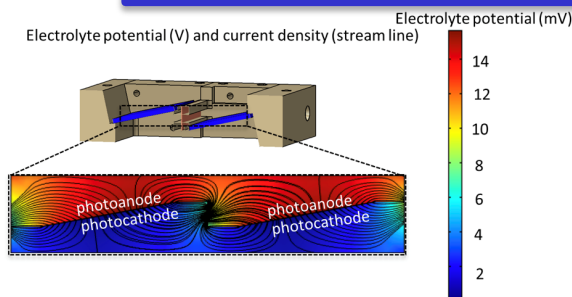 Electrolyte potential (mV)
Electrolyte potential (V) and current density (stream line)
14
12
10
8
6
4
2
photoanode
photocathode
photoanode
photocathode